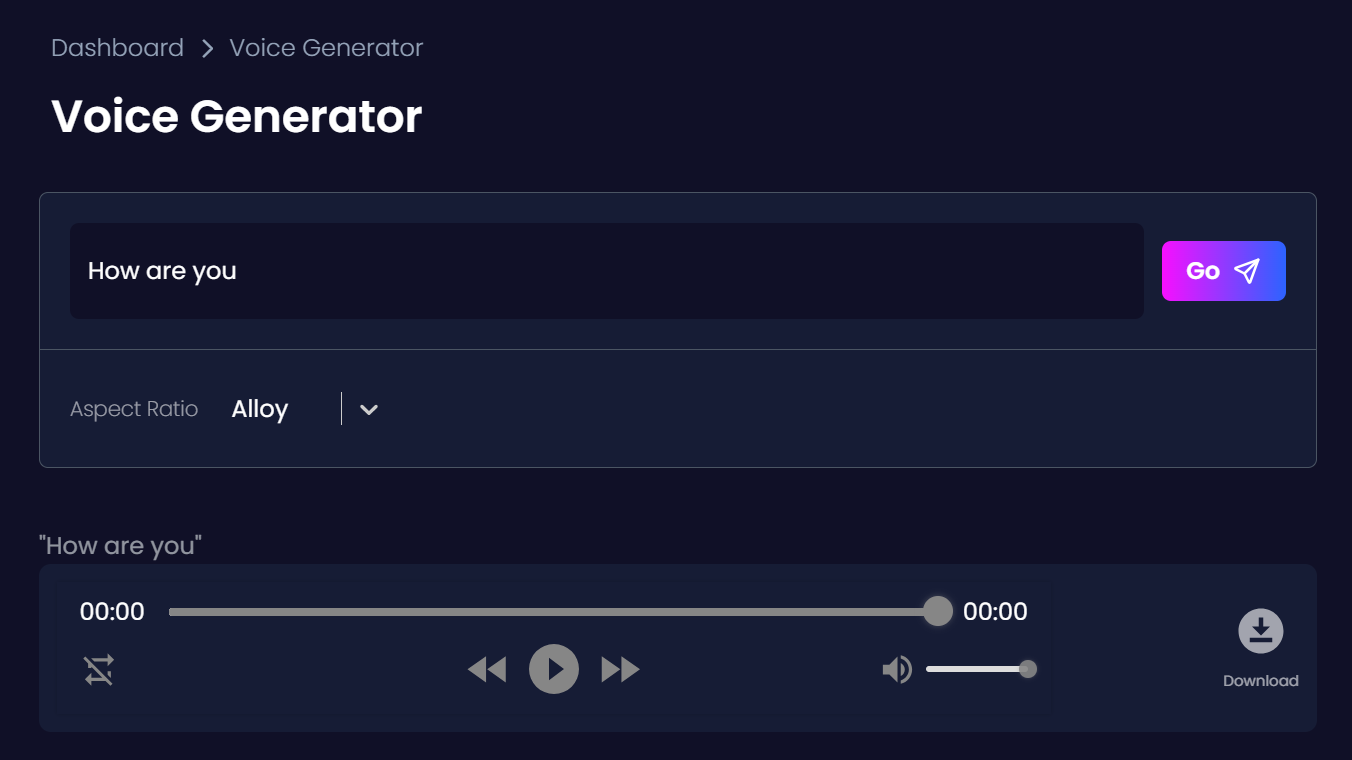 Dashboard > Voice Generator
Voice Generator
How are you
Go
Aspect Ratio Alloy
"How are you"
00:00 00:00
Download